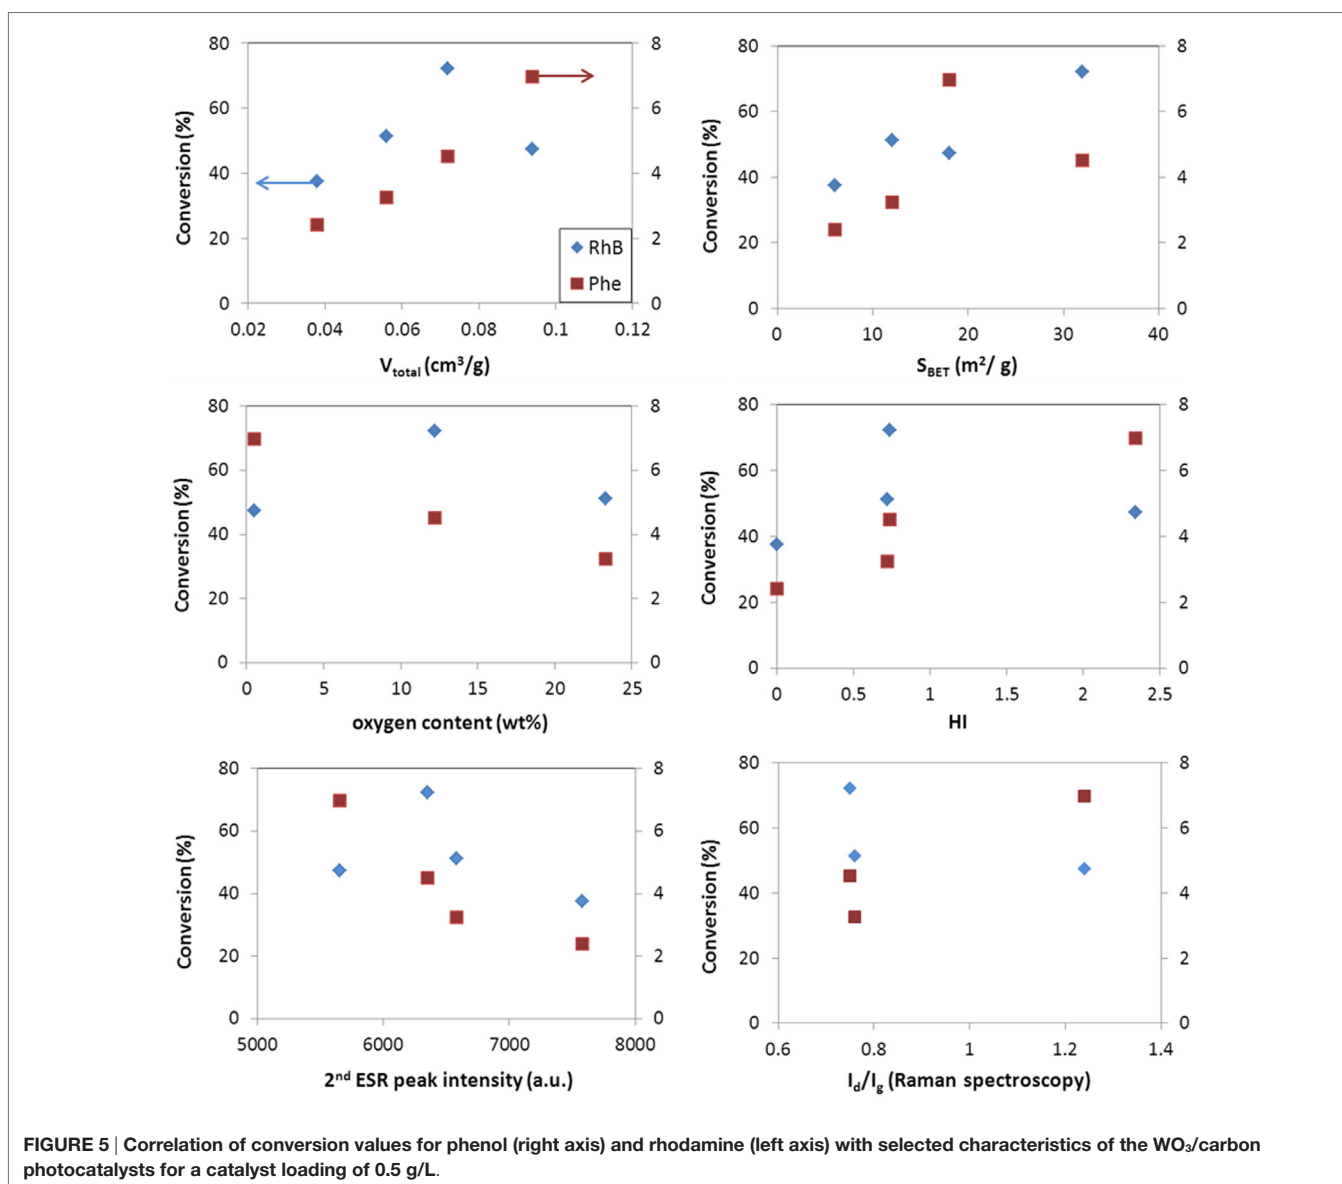 80
60
40
20
0
Conversion (%)
8
6
4
2
0
RhB
Phe
0.02 0.04 0.06 0.08 0.1 0.12
V_total (cm³/g)
80
60
40
20
0
Conversion (%)
8
6
4
2
0
0 10 20 30 40
S_BET (m²/ g)
80
60
40
20
0
Conversion (%)
8
6
4
2
0
0 5 10 15 20 25
oxygen content (wt%)
80
60
40
20
0
Conversion (%)
8
6
4
2
0
0 0.5 1 1.5 2 2.5
HI
80
60
40
20
0
Conversion (%)
8
6
4
2
0
5000 6000 7000 8000
2ⁿᵈ ESR peak intensity (a.u.)
80
60
40
20
0
Conversion (%)
8
6
4
2
0
0.6 0.8 1 1.2 1.4
I_d/I_g (Raman spectroscopy)
FIGURE 5 | Correlation of conversion values for phenol (right axis) and rhodamine (left axis) with selected characteristics of the WO₃/carbon
photocatalysts for a catalyst loading of 0.5 g/L.